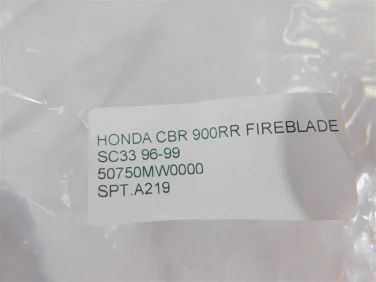 HONDA CBR 900RR FIREBLADE
SC33 96-99
50750MW0000
SPT.A219